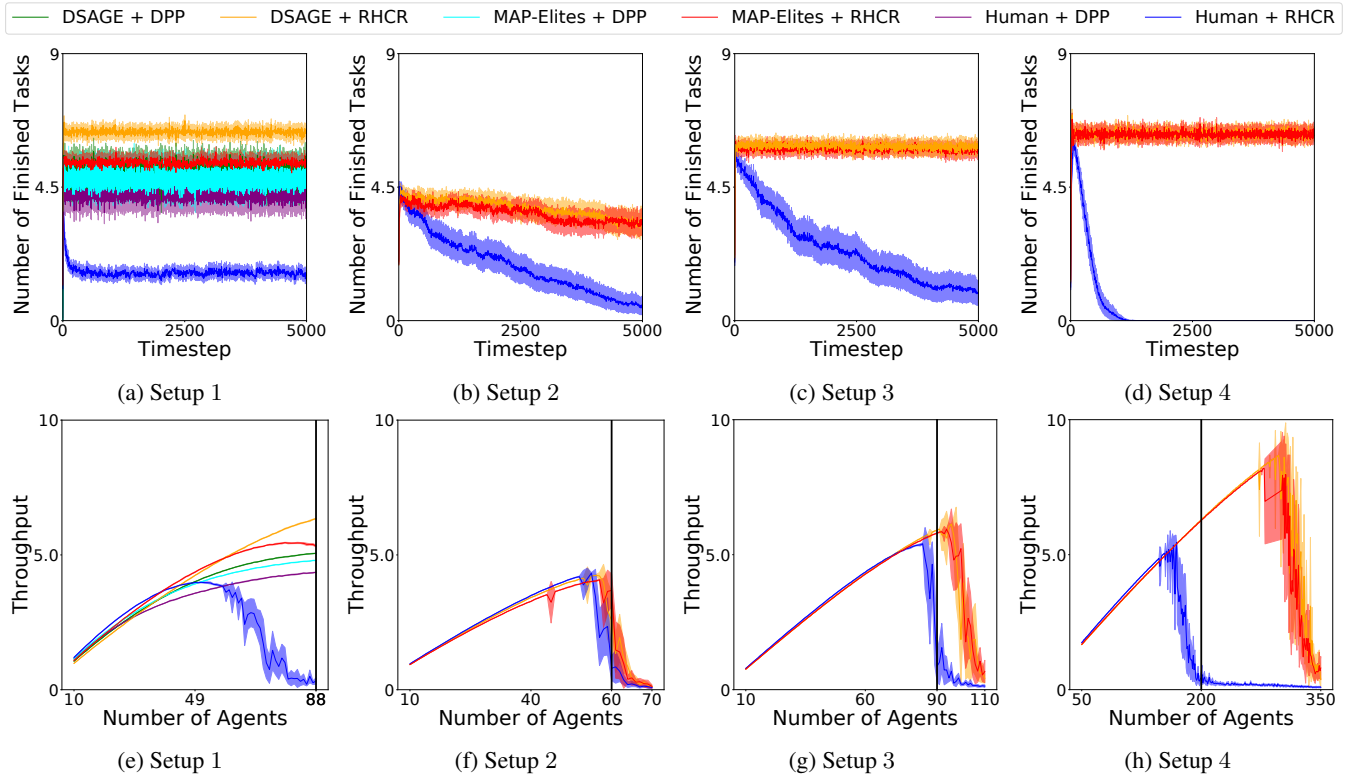 DSAGE + DPP DSAGE + RHCR MAP-Elites + DPP MAP-Elites + RHCR Human + DPP Human + RHCR
Number of Finished Tasks
9
4.5
0
0 2500 5000
Timestep
(a) Setup 1
Number of Finished Tasks
9
4.5
0
0 2500 5000
Timestep
(b) Setup 2
Number of Finished Tasks
9
4.5
0
0 2500 5000
Timestep
(c) Setup 3
Number of Finished Tasks
9
4.5
0
0 2500 5000
Timestep
(d) Setup 4
Throughput
10
5.0
0
10 49 88
Number of Agents
(e) Setup 1
Throughput
10
5.0
0
10 40 60 70
Number of Agents
(f) Setup 2
Throughput
10
5.0
0
10 60 90 110
Number of Agents
(g) Setup 3
Throughput
10
5.0
0
50 200 350
Number of Agents
(h) Setup 4